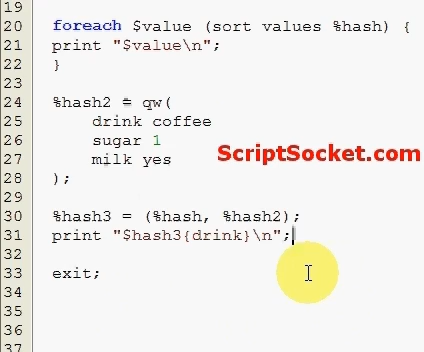 19
20 foreach $value (sort values %hash) {
21 print "$value\n";
22 }
23
24 %hash2 = qw(
25     drink coffee
26     sugar 1
27     milk yes
28 );
29
30 %hash3 = (%hash, %hash2);
31 print "$hash3{drink}\n";
32
33 exit;
34
35
36
37
ScriptSocket.com